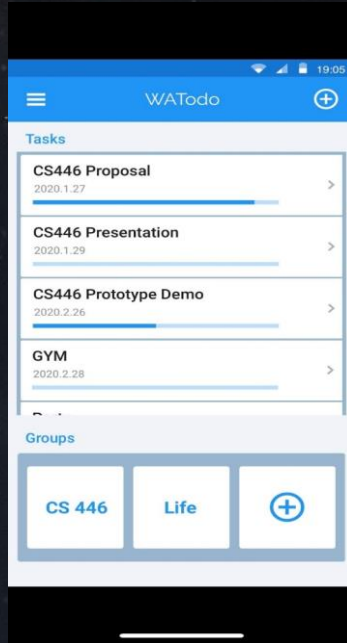 19:05
WATodo
Tasks
CS446 Proposal
2020.1.27
CS446 Presentation
2020.1.29
CS446 Prototype Demo
2020.2.26
GYM
2020.2.28
Groups
CS 446
Life